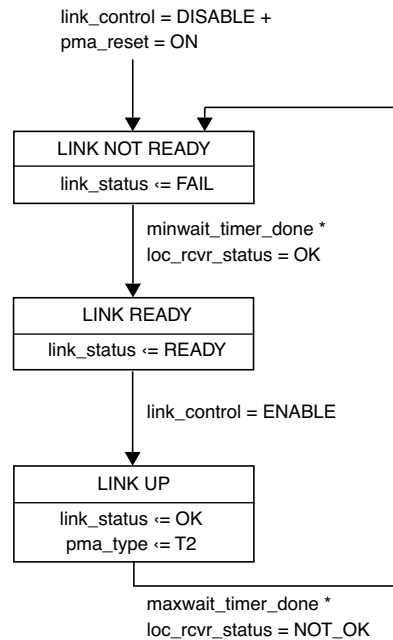 link_control = DISABLE +
pma_reset = ON
LINK NOT READY
link_status <= FAIL
minwait_timer_done *
loc_rcvr_status = OK
LINK READY
link_status <= READY
link_control = ENABLE
LINK UP
link_status <= OK
pma_type <= T2
maxwait_timer_done *
loc_rcvr_status = NOT_OK